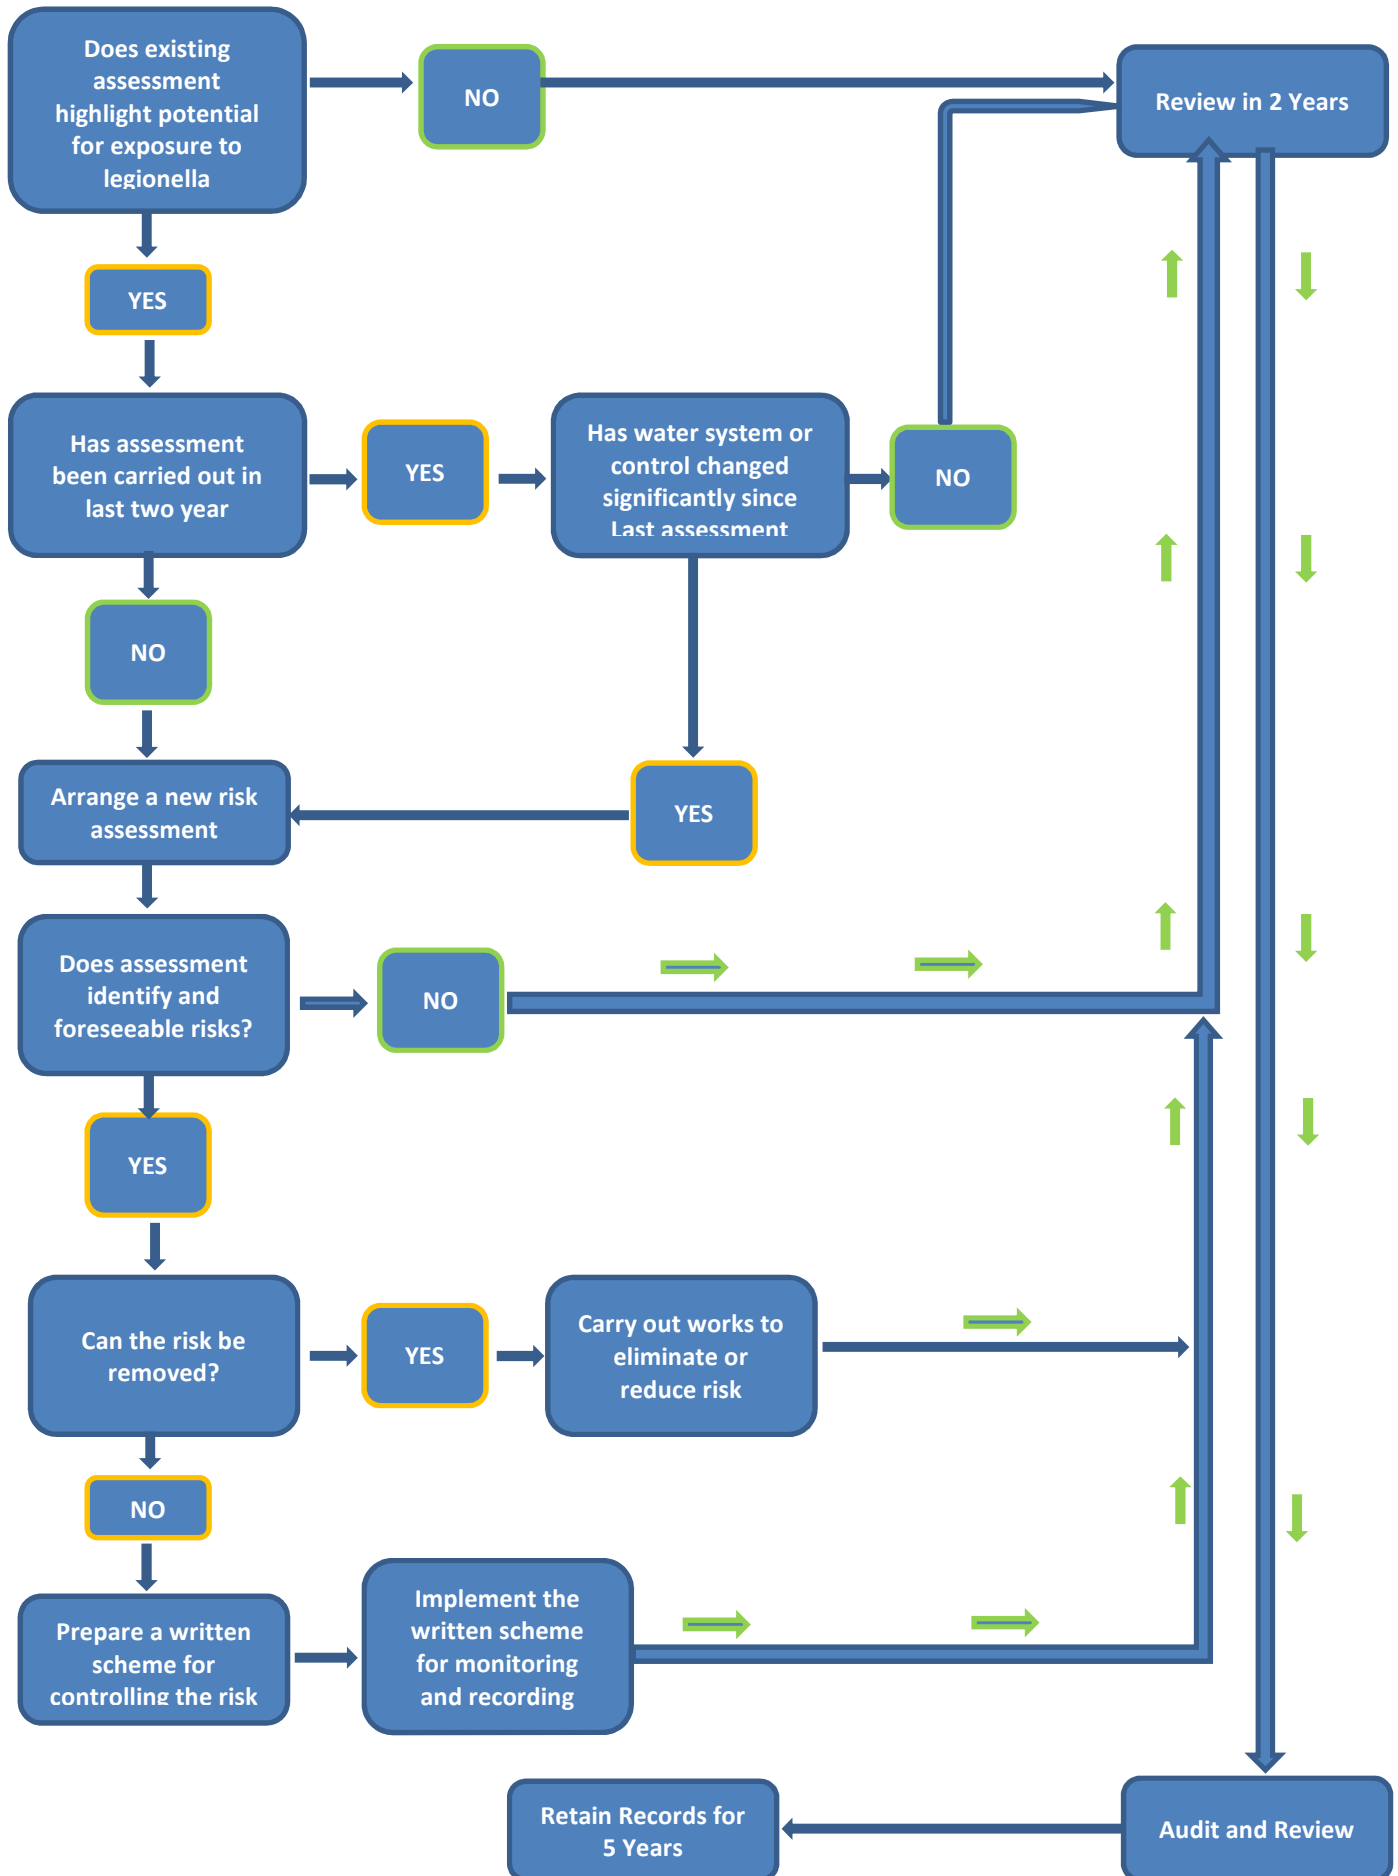 Does existing
assessment
highlight potential
for exposure to
legionella
NO
Review in 2 Years
YES
Has assessment
been carried out in
last two year
YES
Has water system or
control changed
significantly since
Last assessment
NO
NO
Arrange a new risk
assessment
YES
Does assessment
identify and
foreseeable risks?
NO
YES
Can the risk be
removed?
YES
Carry out works to
eliminate or
reduce risk
NO
Prepare a written
scheme for
controlling the risk
Implement the
written scheme
for monitoring
and recording
Retain Records for
5 Years
Audit and Review